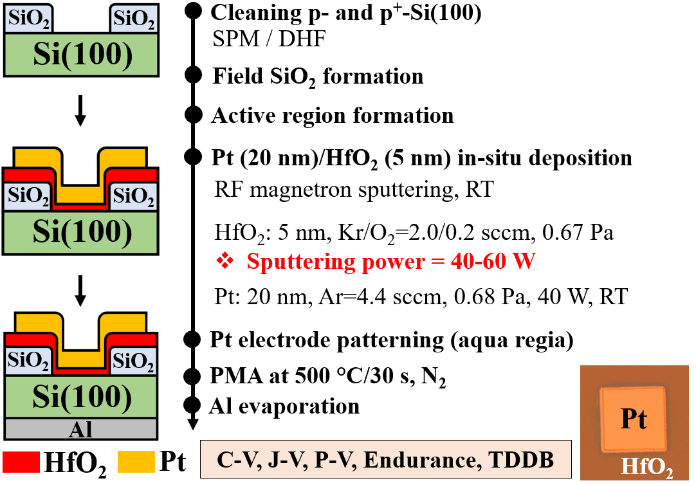 SiO₂ SiO₂
Si(100)
SiO₂ SiO₂
Si(100)
SiO₂ SiO₂
Si(100)
Al
HfO₂ Pt
Cleaning p- and p⁺-Si(100)
SPM / DHF
Field SiO₂ formation
Active region formation
Pt (20 nm)/HfO₂ (5 nm) in-situ deposition
RF magnetron sputtering, RT
HfO₂: 5 nm, Kr/O₂=2.0/0.2 sccm, 0.67 Pa
❖ Sputtering power = 40-60 W
Pt: 20 nm, Ar=4.4 sccm, 0.68 Pa, 40 W, RT
Pt electrode patterning (aqua regia)
PMA at 500 °C/30 s, N₂
Al evaporation
C-V, J-V, P-V, Endurance, TDDB
Pt
HfO₂